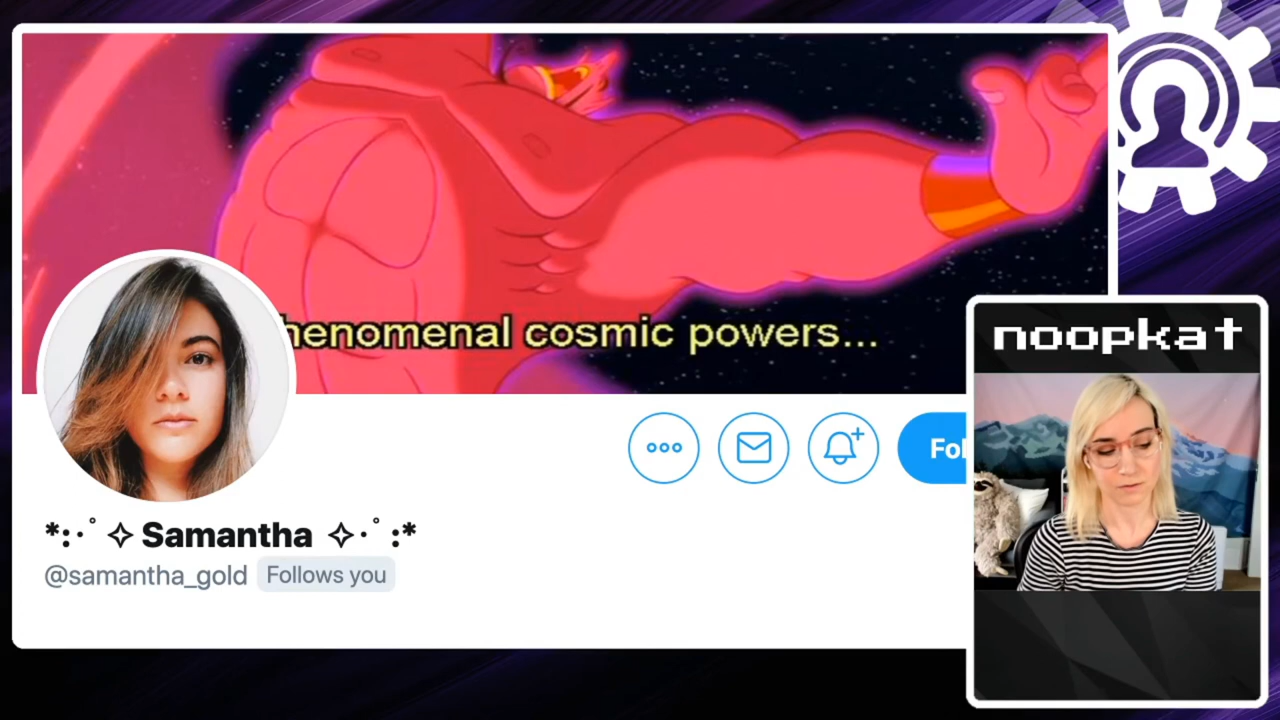 henomenal cosmic powers...
noopkat
Fol
*:·ﾟ✧ Samantha ✧·ﾟ:*
@samantha_gold Follows you